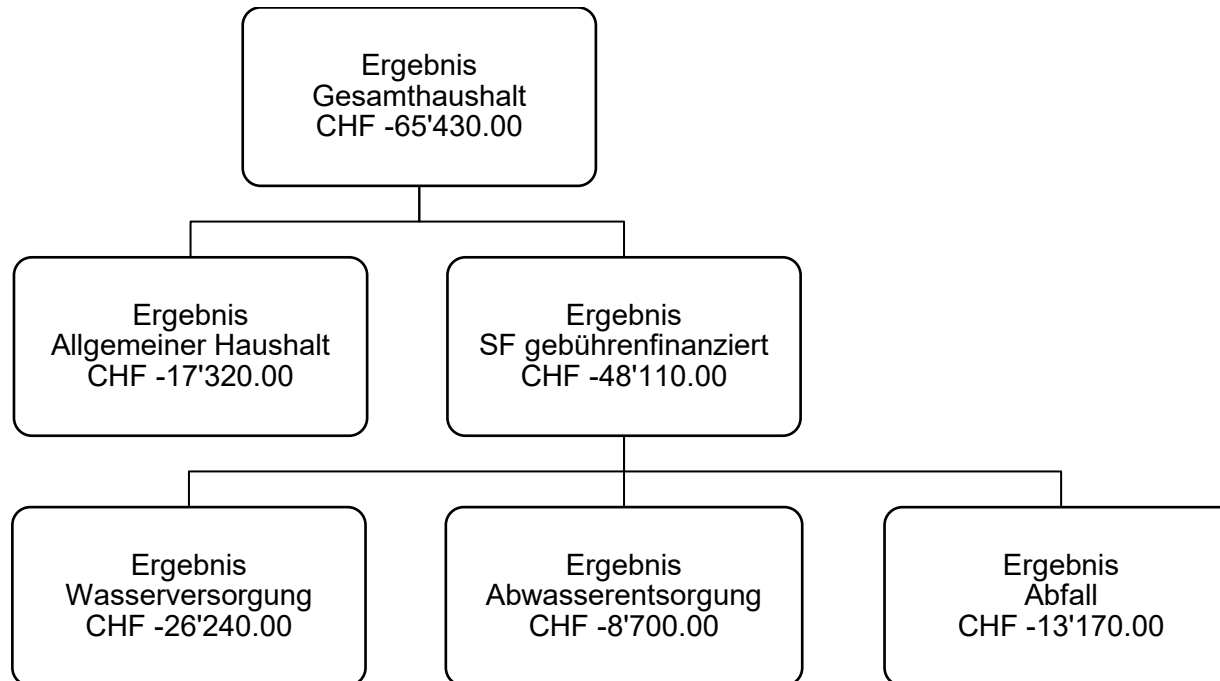 Ergebnis
Gesamthaushalt
CHF -65'430.00
Ergebnis
Allgemeiner Haushalt
CHF -17'320.00
Ergebnis
SF gebührenfinanziert
CHF -48'110.00
Ergebnis
Wasserversorgung
CHF -26'240.00
Ergebnis
Abwasserentsorgung
CHF -8'700.00
Ergebnis
Abfall
CHF -13'170.00